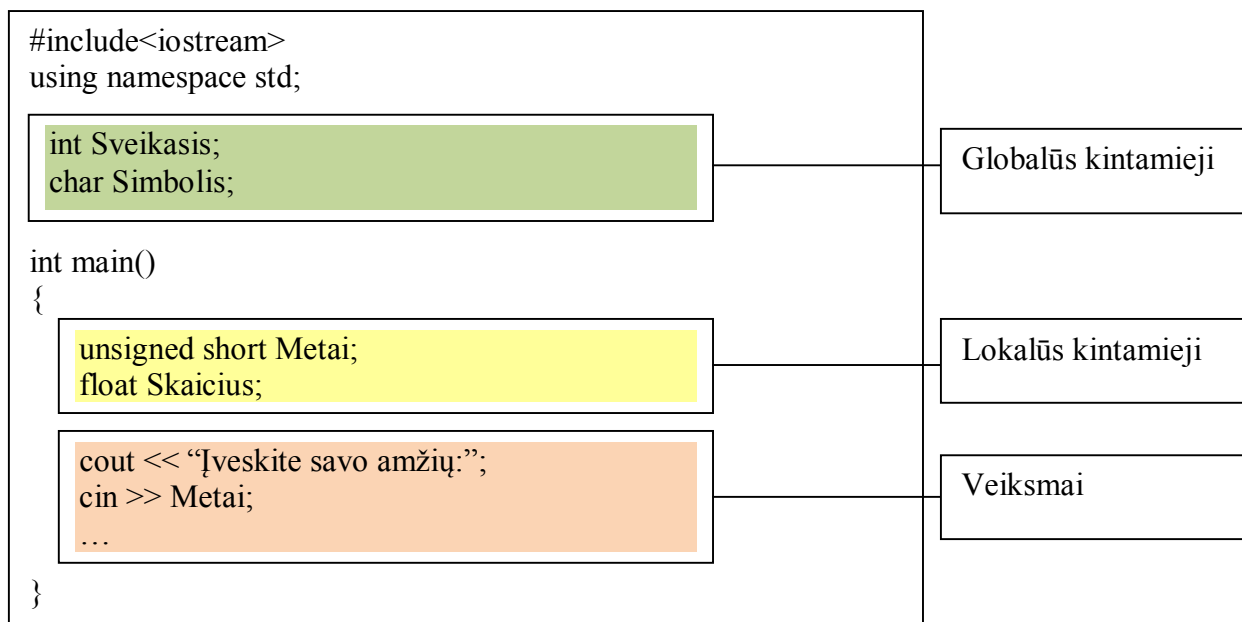 #include<iostream>
using namespace std;
int Sveikasis;
char Simbolis;
Globalūs kintamieji
int main()
{
unsigned short Metai;
float Skaicius;
Lokalūs kintamieji
cout << “Įveskite savo amžių:”;
cin >> Metai;
…
Veiksmai
}